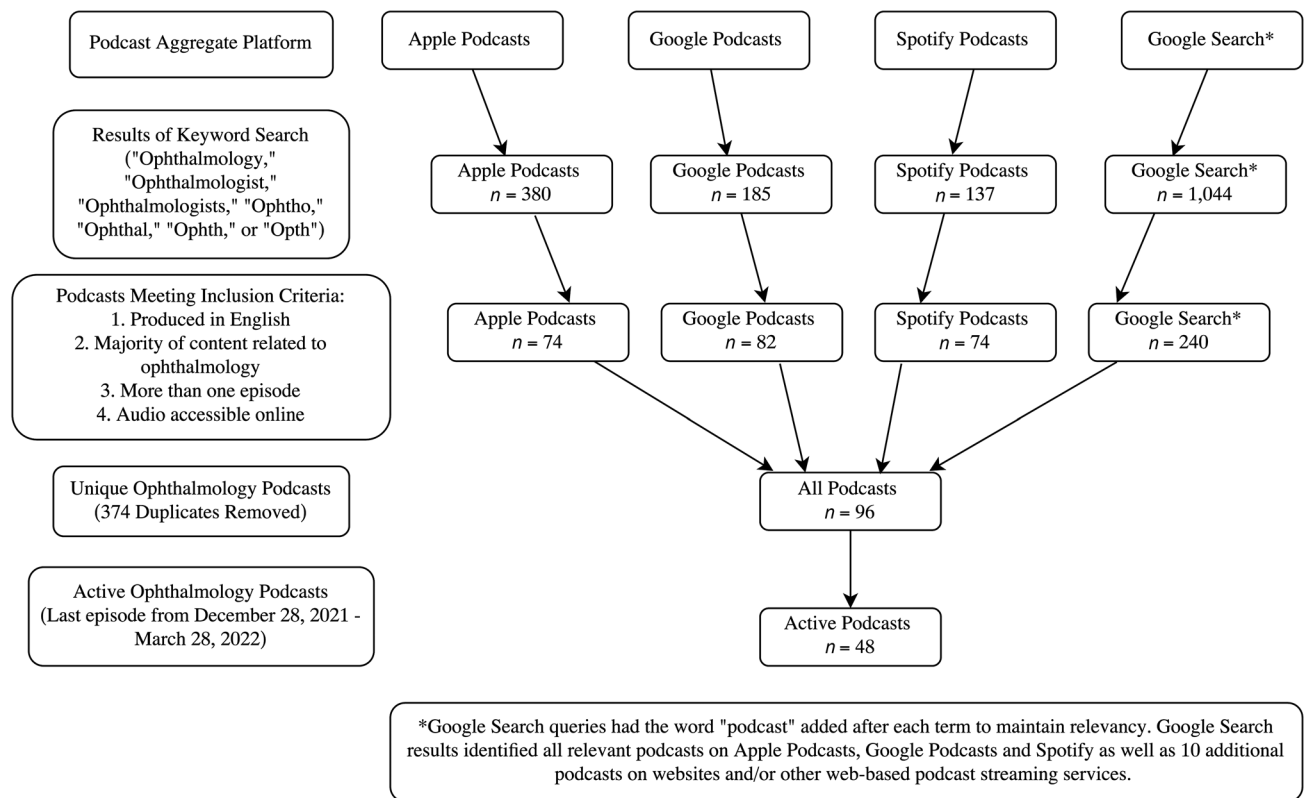 Podcast Aggregate Platform
Apple Podcasts
Google Podcasts
Spotify Podcasts
Google Search*
Results of Keyword Search
("Ophthalmology,"
"Ophthalmologist,"
"Ophthalmologists," "Ophtho,"
"Ophthal," "Ophth," or "Opth")
Apple Podcasts
n = 380
Google Podcasts
n = 185
Spotify Podcasts
n = 137
Google Search*
n = 1,044
Podcasts Meeting Inclusion Criteria:
1. Produced in English
2. Majority of content related to
ophthalmology
3. More than one episode
4. Audio accessible online
Apple Podcasts
n = 74
Google Podcasts
n = 82
Spotify Podcasts
n = 74
Google Search*
n = 240
Unique Ophthalmology Podcasts
(374 Duplicates Removed)
All Podcasts
n = 96
Active Ophthalmology Podcasts
(Last episode from December 28, 2021 -
March 28, 2022)
Active Podcasts
n = 48
*Google Search queries had the word "podcast" added after each term to maintain relevancy. Google Search
results identified all relevant podcasts on Apple Podcasts, Google Podcasts and Spotify as well as 10 additional
podcasts on websites and/or other web-based podcast streaming services.